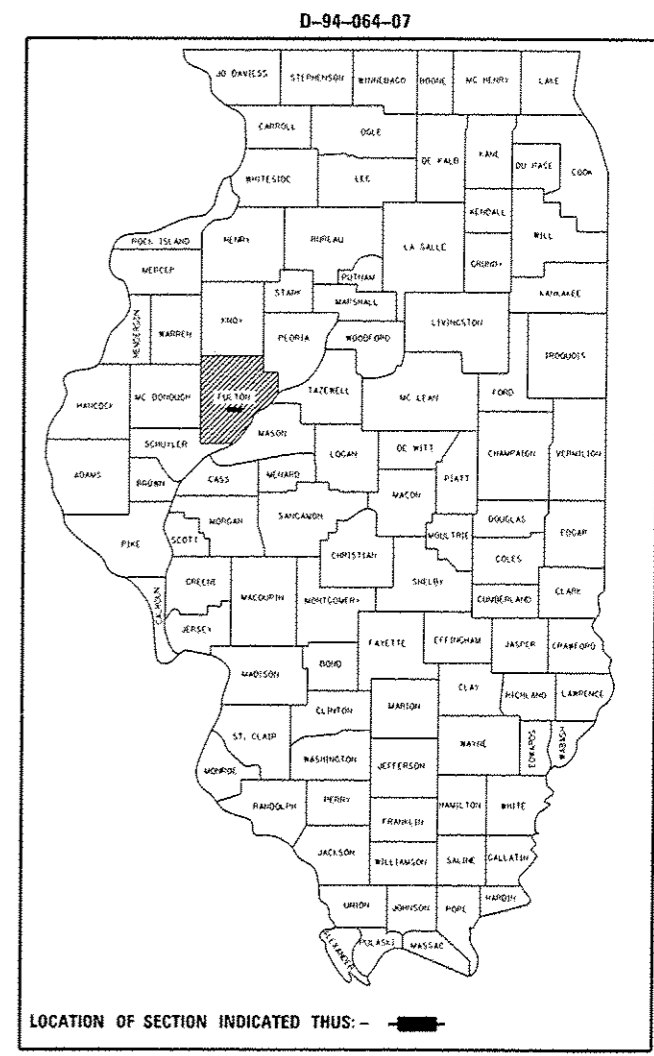 D-94-064-07
JO DAVIESS STEPHENSON WINNEBAGO BOONE MC HENRY LAKE
CARROLL OGLE DE KALB KANE DU PAGE COOK
WHITESIDE LEE KENDALL WILL
ROCK ISLAND HENRY BUREAU LA SALLE GRUNDY
MERCER PUTNAM KANKAKEE
HENDERSON WARREN KNOX STARK MARSHALL LIVINGSTON
PEORIA WOODFORD IROQUOIS
HANCOCK MC DONOUGH FULTON TAZEWELL MC LEAN FORD
SCHUYLER MASON LOGAN DE WITT CHAMPAIGN VERMILION
ADAMS BROWN CASS MENARD MACON PIATT
PIKE SCOTT MORGAN SANGAMON MOULTRIE DOUGLAS EDGAR
CHRISTIAN COLES
CALHOUN GREENE MACOUPIN MONTGOMERY SHELBY CUMBERLAND CLARK
JERSEY FAYETTE EFFINGHAM JASPER CRAWFORD
MADISON BOND CLAY RICHLAND LAWRENCE
CLINTON MARION
ST. CLAIR WASHINGTON WAYNE EDWARDS WABASH
MONROE JEFFERSON
RANDOLPH PERRY HAMILTON WHITE
FRANKLIN
JACKSON WILLIAMSON SALINE GALLATIN
UNION JOHNSON POPE HARDIN
ALEXANDER PULASKI MASSAC
LOCATION OF SECTION INDICATED THUS: -